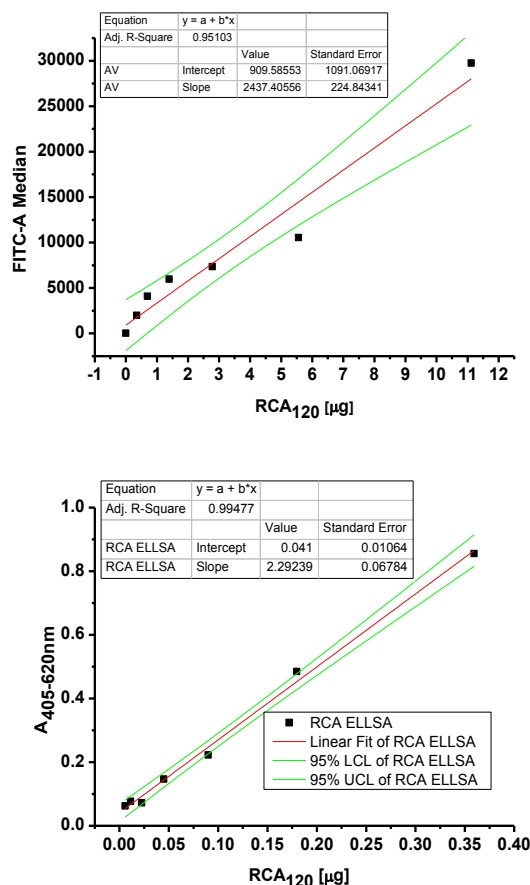 Equation y = a + b*x
Adj. R-Square 0.95103
Value Standard Error
AV Intercept 909.58553 1091.06917
AV Slope 2437.40556 224.84341
30000
25000
20000
15000
10000
5000
0
FITC-A Median
-1 0 1 2 3 4 5 6 7 8 9 10 11 12
RCA120 [µg]
Equation y = a + b*x
Adj. R-Square 0.99477
Value Standard Error
RCA ELLSA Intercept 0.041 0.01064
RCA ELLSA Slope 2.29239 0.06784
1.0
0.8
0.6
0.4
0.2
0.0
A405-620nm
RCA ELLSA
Linear Fit of RCA ELLSA
95% LCL of RCA ELLSA
95% UCL of RCA ELLSA
0.00 0.05 0.10 0.15 0.20 0.25 0.30 0.35 0.40
RCA120 [µg]